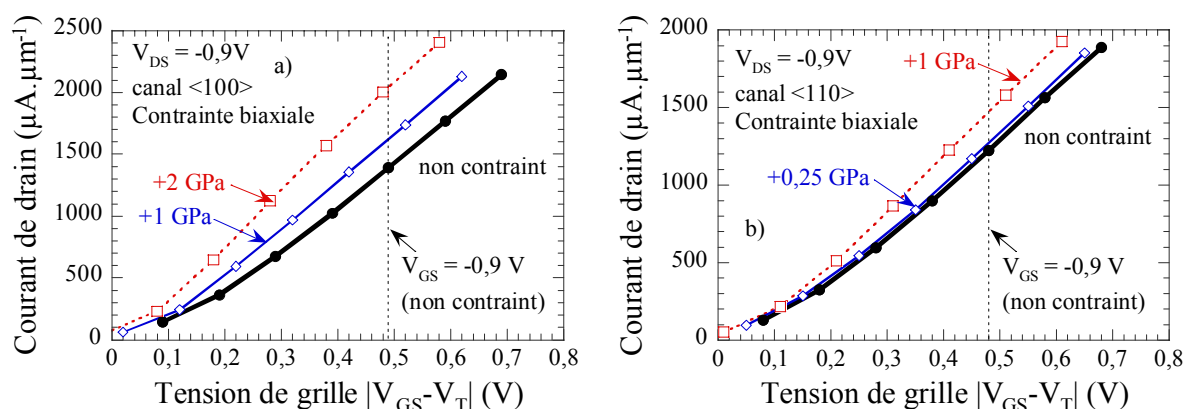 2500
2000
1500
1000
500
0
Courant de drain (µA.µm⁻¹)
V_DS = -0,9V
a)
canal <100>
Contrainte biaxiale
non contraint
+2 GPa
+1 GPa
V_GS = -0,9 V
(non contraint)
0 0,1 0,2 0,3 0,4 0,5 0,6 0,7 0,8
Tension de grille |V_GS-V_T| (V)
2000
1500
1000
500
0
Courant de drain (µA.µm⁻¹)
V_DS = -0,9V
+1 GPa
canal <110>
Contrainte biaxiale
non contraint
+0,25 GPa
b)
V_GS = -0,9 V
(non contraint)
0 0,1 0,2 0,3 0,4 0,5 0,6 0,7 0,8
Tension de grille |V_GS-V_T| (V)